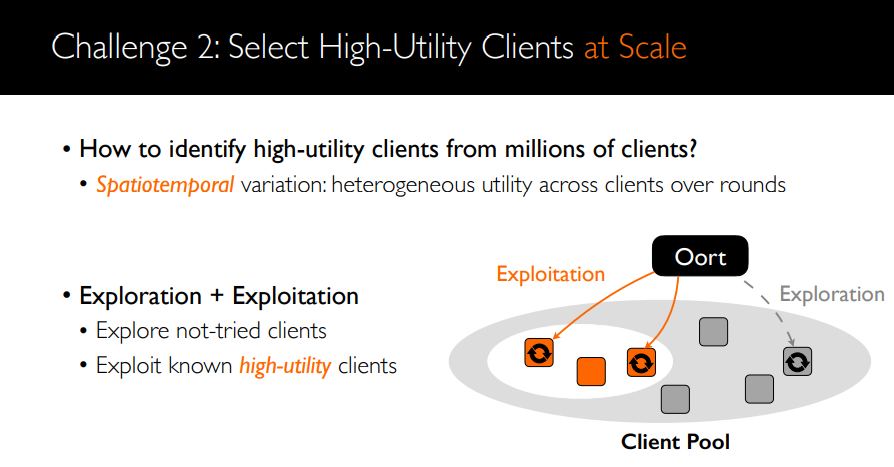 Challenge 2: Select High-Utility Clients at Scale
• How to identify high-utility clients from millions of clients?
• Spatiotemporal variation: heterogeneous utility across clients over rounds
• Exploration + Exploitation
• Explore not-tried clients
• Exploit known high-utility clients
Oort
Exploitation
Exploration
Client Pool